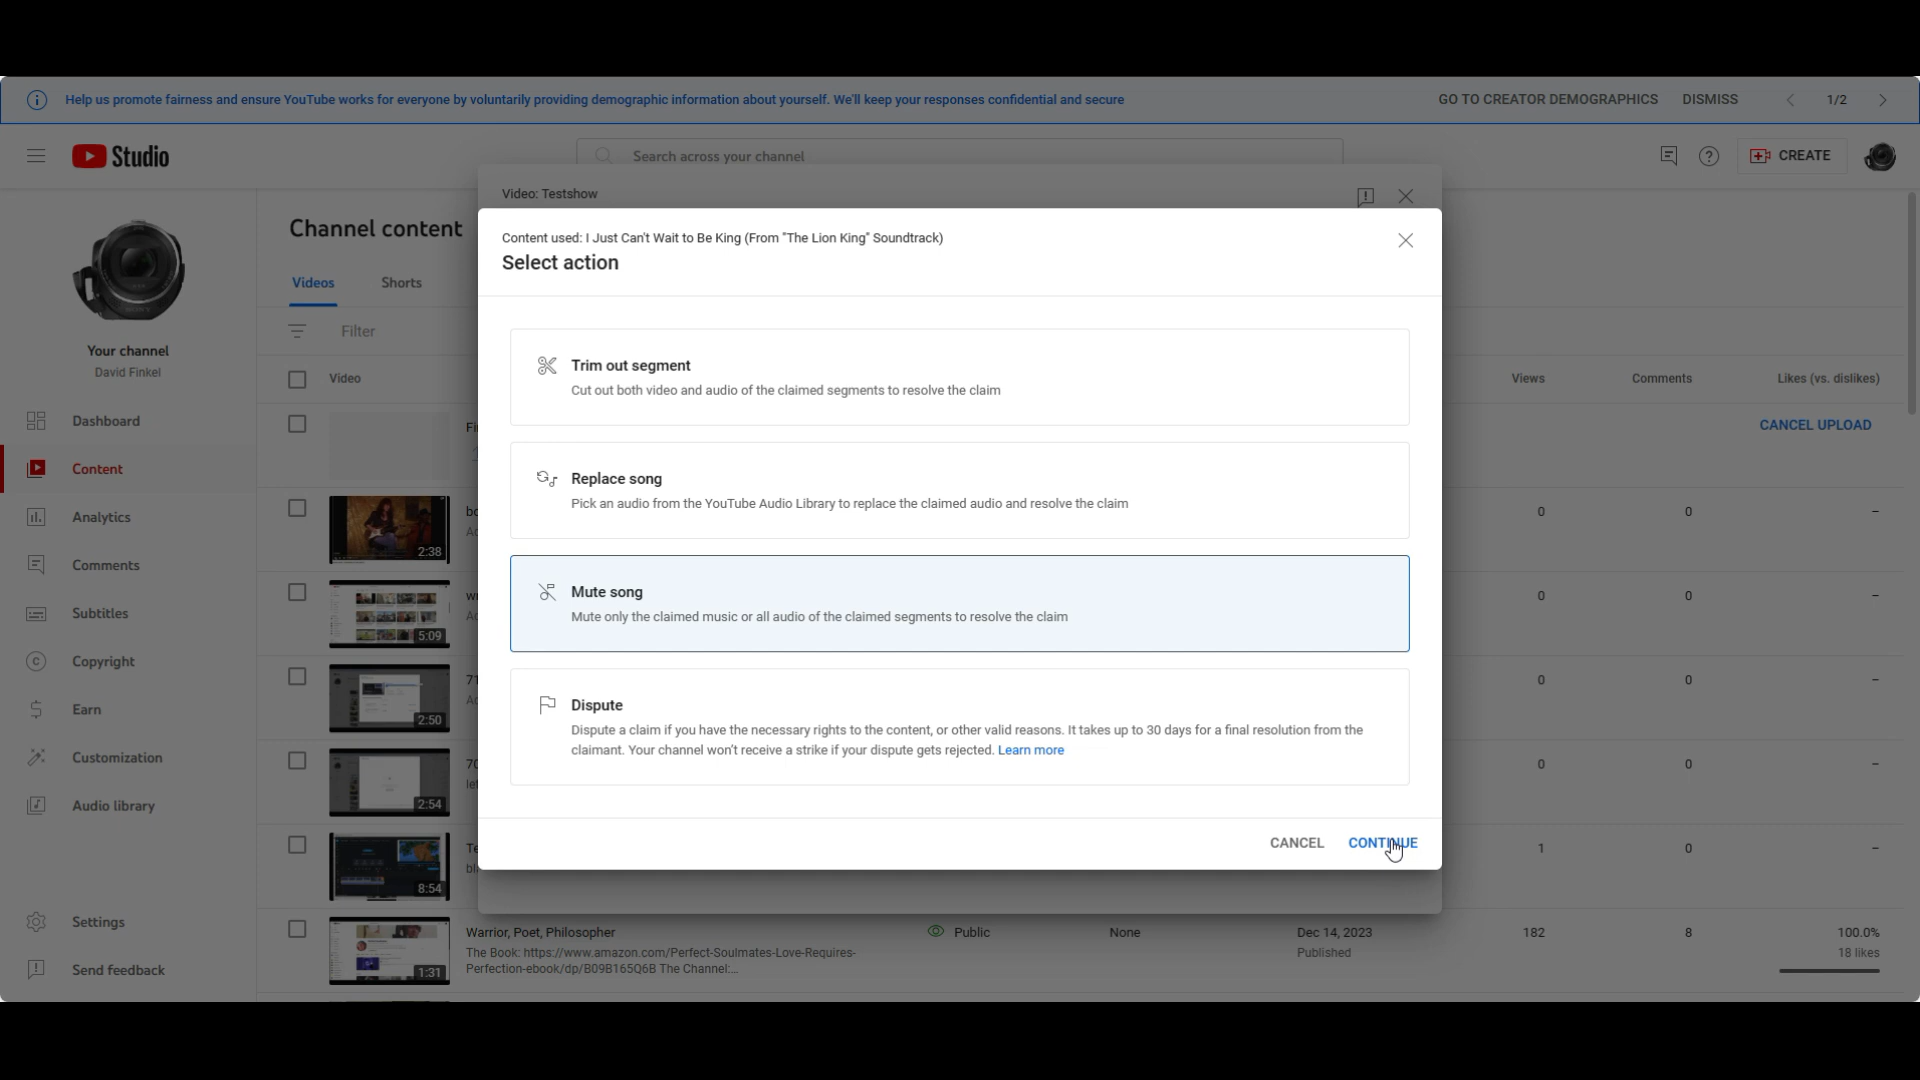 Help us promote fairness and ensure YouTube works for everyone by voluntarily providing demographic information about yourself. We'll keep your responses confidential and secure
GO TO CREATOR DEMOGRAPHICS
DISMISS
1/2
Studio
Search across your channel
CREATE
Video: Testshow
Content used: I Just Can't Wait to Be King (From "The Lion King" Soundtrack)
Select action
Trim out segment
Cut out both video and audio of the claimed segments to resolve the claim
Replace song
Pick an audio from the YouTube Audio Library to replace the claimed audio and resolve the claim
Mute song
Mute only the claimed music or all audio of the claimed segments to resolve the claim
Dispute
Dispute a claim if you have the necessary rights to the content, or other valid reasons. It takes up to 30 days for a final resolution from the
claimant. Your channel won't receive a strike if your dispute gets rejected. Learn more
CANCEL
CONTINUE
Your channel
David Finkel
Dashboard
Content
Analytics
Comments
Subtitles
Copyright
Earn
Customization
Audio library
Settings
Send feedback
Channel content
Videos
Shorts
Filter
Video
Views
Comments
Likes (vs. dislikes)
CANCEL UPLOAD
2:38
0
0
–
5:09
0
0
–
2:50
0
0
–
2:54
0
0
–
8:54
1
0
–
1:31
Warrior, Poet, Philosopher
The Book: https://www.amazon.com/Perfect-Soulmates-Love-Requires-
Perfection-ebook/dp/B09B165Q6B The Channel:...
Public
None
Dec 14, 2023
Published
182
8
100.0%
18 likes